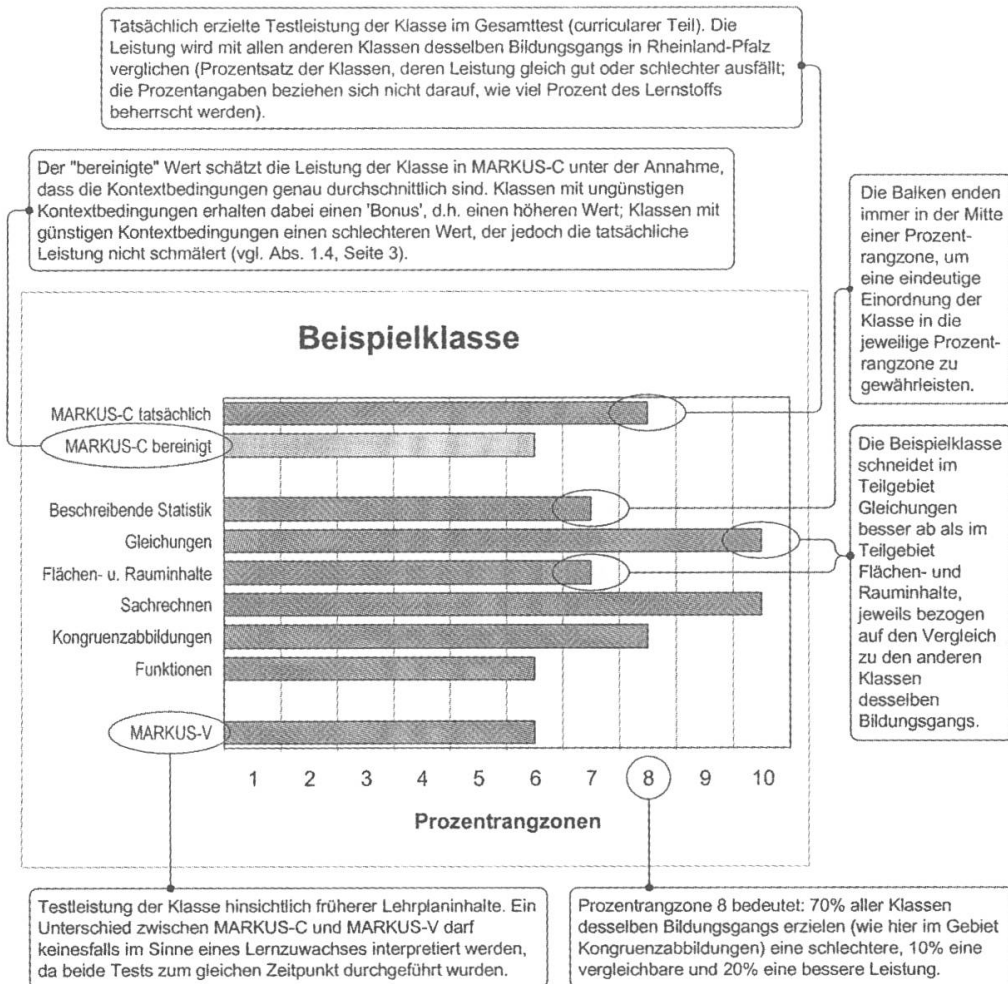 Tatsächlich erzielte Testleistung der Klasse im Gesamttest (curricularer Teil). Die
Leistung wird mit allen anderen Klassen desselben Bildungsgangs in Rheinland-Pfalz
verglichen (Prozentsatz der Klassen, deren Leistung gleich gut oder schlechter ausfällt;
die Prozentangaben beziehen sich nicht darauf, wie viel Prozent des Lernstoffs
beherrscht werden).
Der "bereinigte" Wert schätzt die Leistung der Klasse in MARKUS-C unter der Annahme,
dass die Kontextbedingungen genau durchschnittlich sind. Klassen mit ungünstigen
Kontextbedingungen erhalten dabei einen 'Bonus', d.h. einen höheren Wert; Klassen mit
günstigen Kontextbedingungen einen schlechteren Wert, der jedoch die tatsächliche
Leistung nicht schmälert (vgl. Abs. 1.4, Seite 3).
Die Balken enden
immer in der Mitte
einer Prozent-
rangzone, um
eine eindeutige
Einordnung der
Klasse in die
jeweilige Prozent-
rangzone zu
gewährleisten.
Beispielklasse
MARKUS-C tatsächlich
MARKUS-C bereinigt
Beschreibende Statistik
Gleichungen
Flächen- u. Rauminhalte
Sachrechnen
Kongruenzabbildungen
Funktionen
MARKUS-V
1 2 3 4 5 6 7 8 9 10
Prozentrangzonen
Die Beispielklasse
schneidet im
Teilgebiet
Gleichungen
besser ab als im
Teilgebiet
Flächen- und
Rauminhalte,
jeweils bezogen
auf den Vergleich
zu den anderen
Klassen
desselben
Bildungsgangs.
Testleistung der Klasse hinsichtlich früherer Lehrplaninhalte. Ein
Unterschied zwischen MARKUS-C und MARKUS-V darf
keinesfalls im Sinne eines Lernzuwachses interpretiert werden,
da beide Tests zum gleichen Zeitpunkt durchgeführt wurden.
Prozentrangzone 8 bedeutet: 70% aller Klassen
desselben Bildungsgangs erzielen (wie hier im Gebiet
Kongruenzabbildungen) eine schlechtere, 10% eine
vergleichbare und 20% eine bessere Leistung.